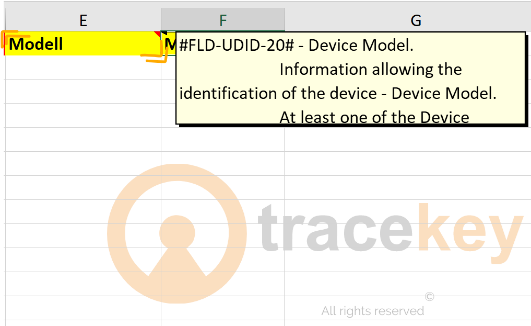 E F G
Modell M #FLD-UDID-20# - Device Model.
Information allowing the
identification of the device - Device Model.
At least one of the Device
tracekey
©
All rights reserved